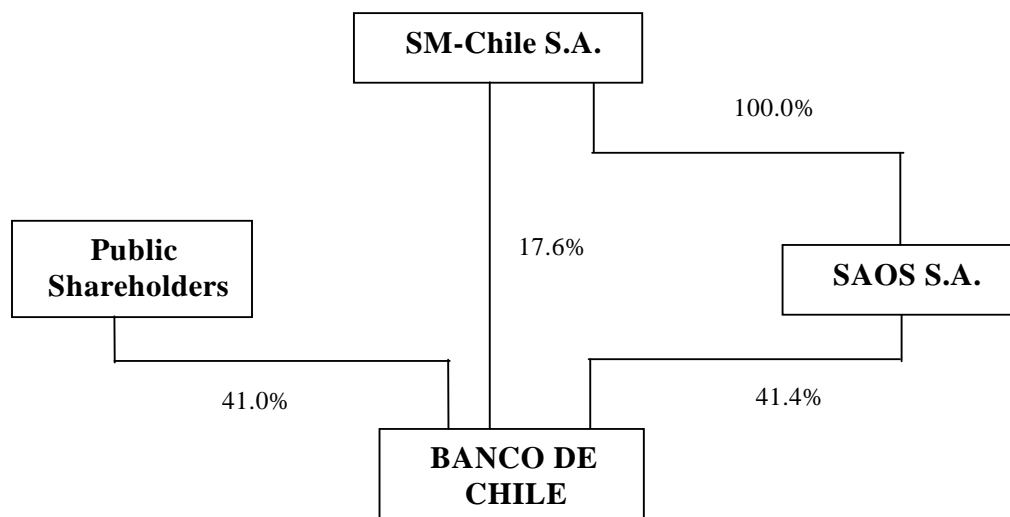 SM-Chile S.A.
100.0%
Public
Shareholders
17.6%
SAOS S.A.
41.0%
41.4%
BANCO DE
CHILE